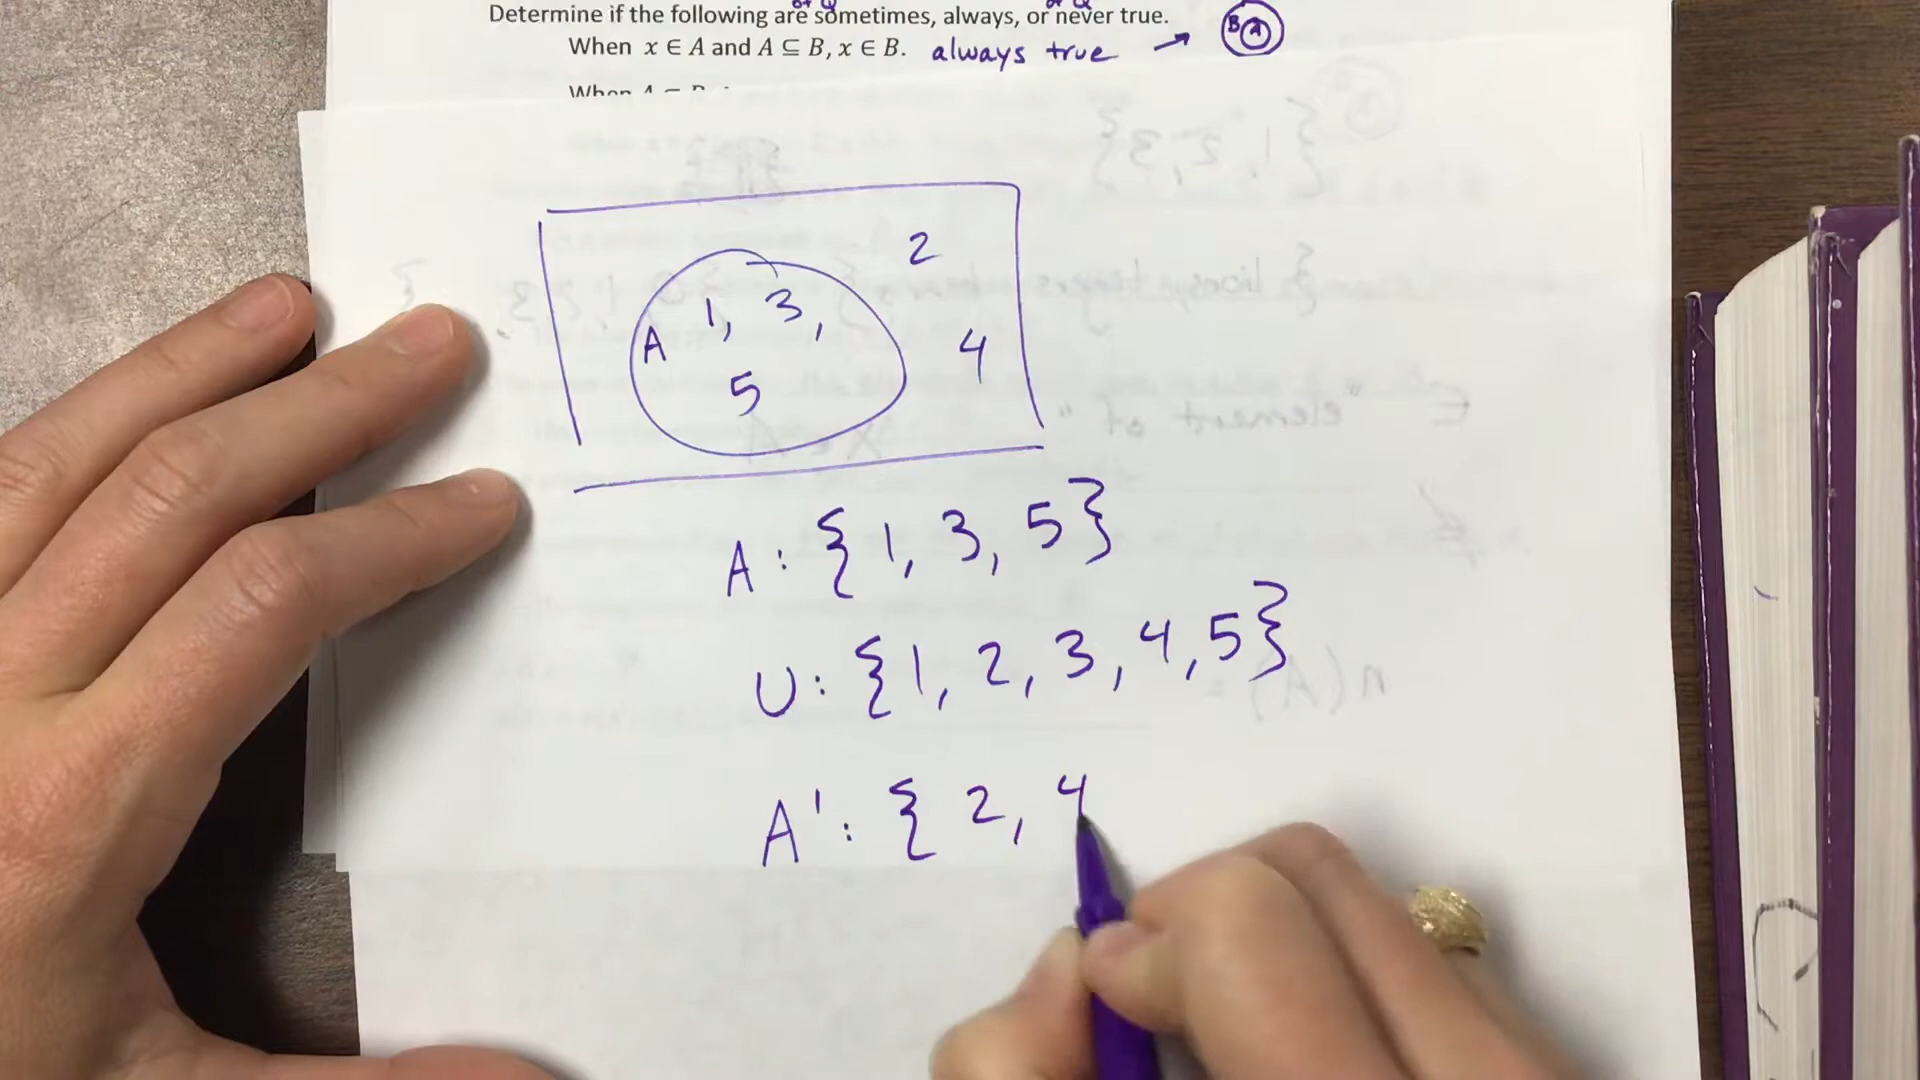 Determine if the following are sometimes, always, or never true.
When x ∈ A and A ⊆ B, x ∈ B. always true → B A
When A
2
1, 3,
A
4
5
A : {1, 3, 5}
U : {1, 2, 3, 4, 5}
A' : { 2, 4